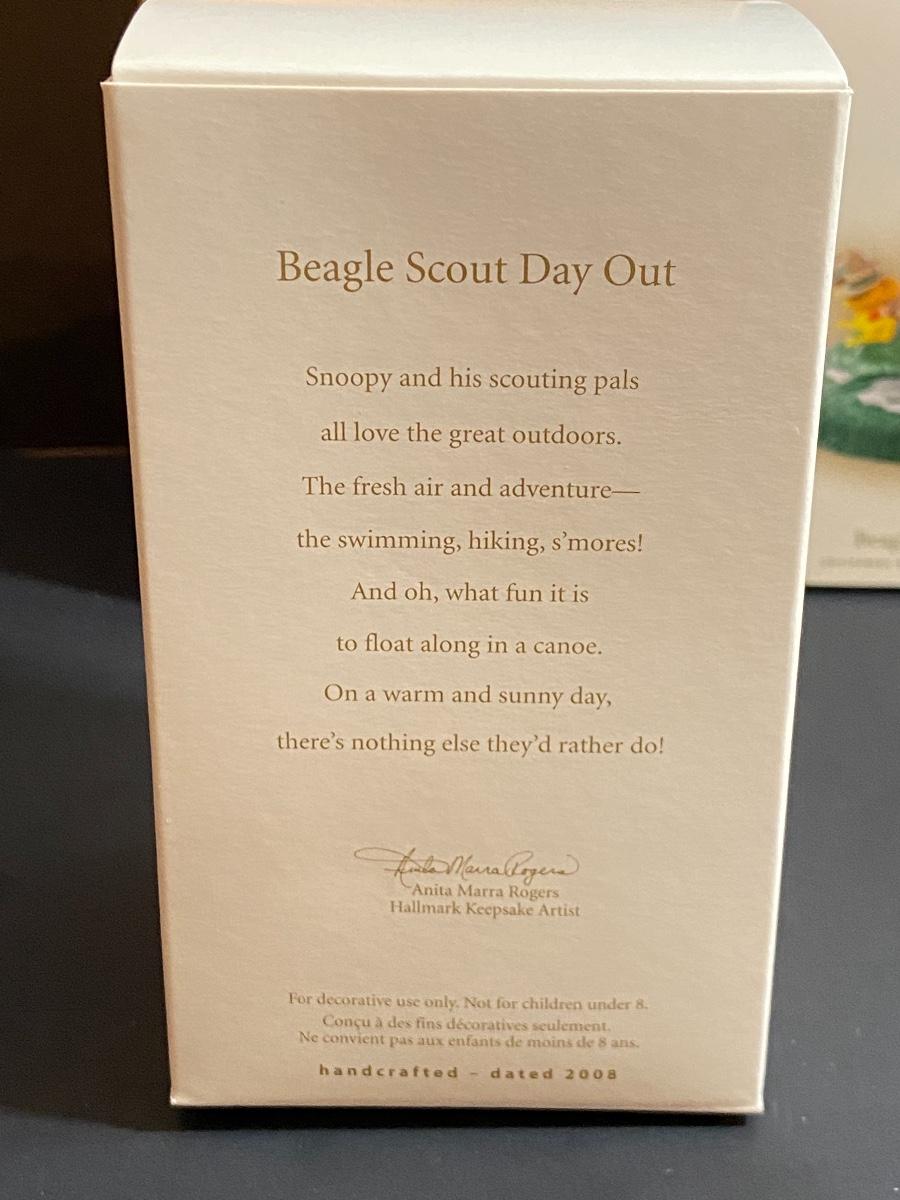 Beagle Scout Day Out
Snoopy and his scouting pals
all love the great outdoors.
The fresh air and adventure—
the swimming, hiking, s’mores!
And oh, what fun it is
to float along in a canoe.
On a warm and sunny day,
there’s nothing else they’d rather do!
Anita Marra Rogers
Anita Marra Rogers
Hallmark Keepsake Artist
For decorative use only. Not for children under 8.
Conçu à des fins décoratives seulement.
Ne convient pas aux enfants de moins de 8 ans.
handcrafted – dated 2008